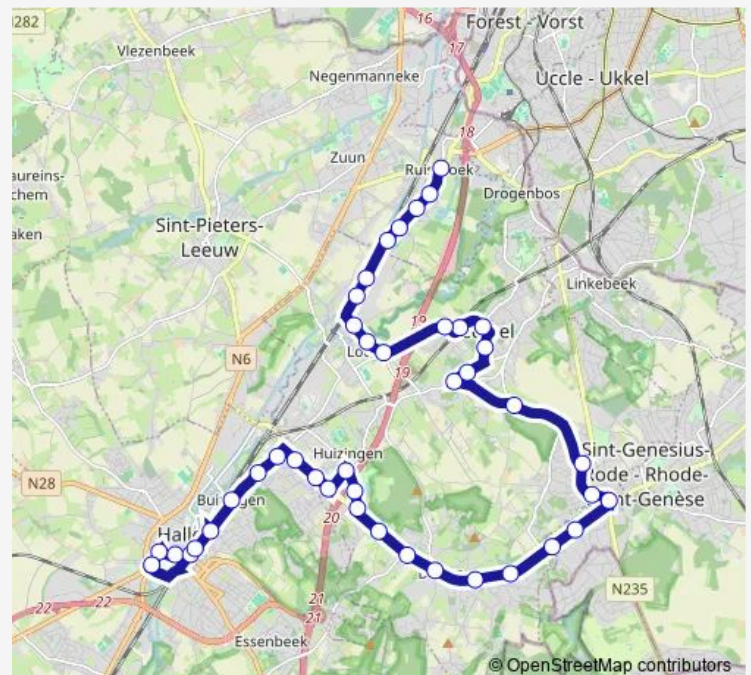 282
16
Forest - Vorst
17
Vlezenbeek
Negenmanneke
Uccle - Ukkel
18
Zuun
Drogenbos
Sint-Pieters-
Leeuw
Linkebeek
19
N6
19
Huizingen
Sint-Genesius-
Rode - Rhode-
N28
20
N235
22
22
21
21
Essenbeek
© OpenStreetMap contributors